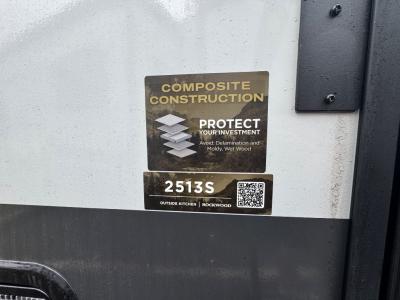 COMPOSITE
CONSTRUCTION
PROTECT
YOUR INVESTMENT
Avoid: Delamination and
Moldy, Wet Wood
2513S
OUTSIDE KITCHEN | ROCKWOOD